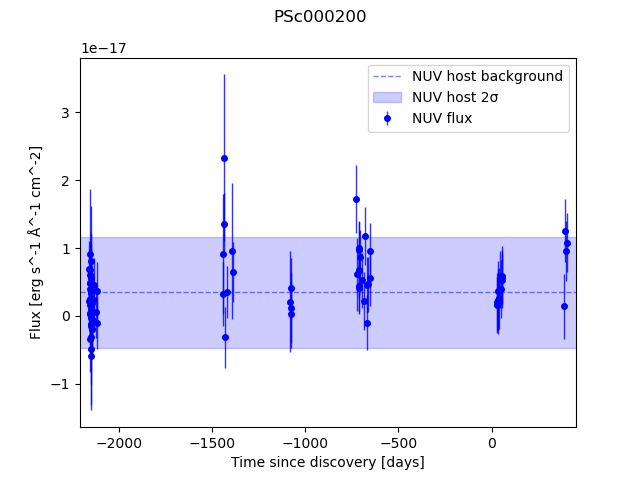 PSc000200
1e−17
NUV host background
NUV host 2σ
NUV flux
3
2
1
0
−1
Flux [erg s^-1 Å^-1 cm^-2]
−2000
−1500
−1000
−500
0
Time since discovery [days]